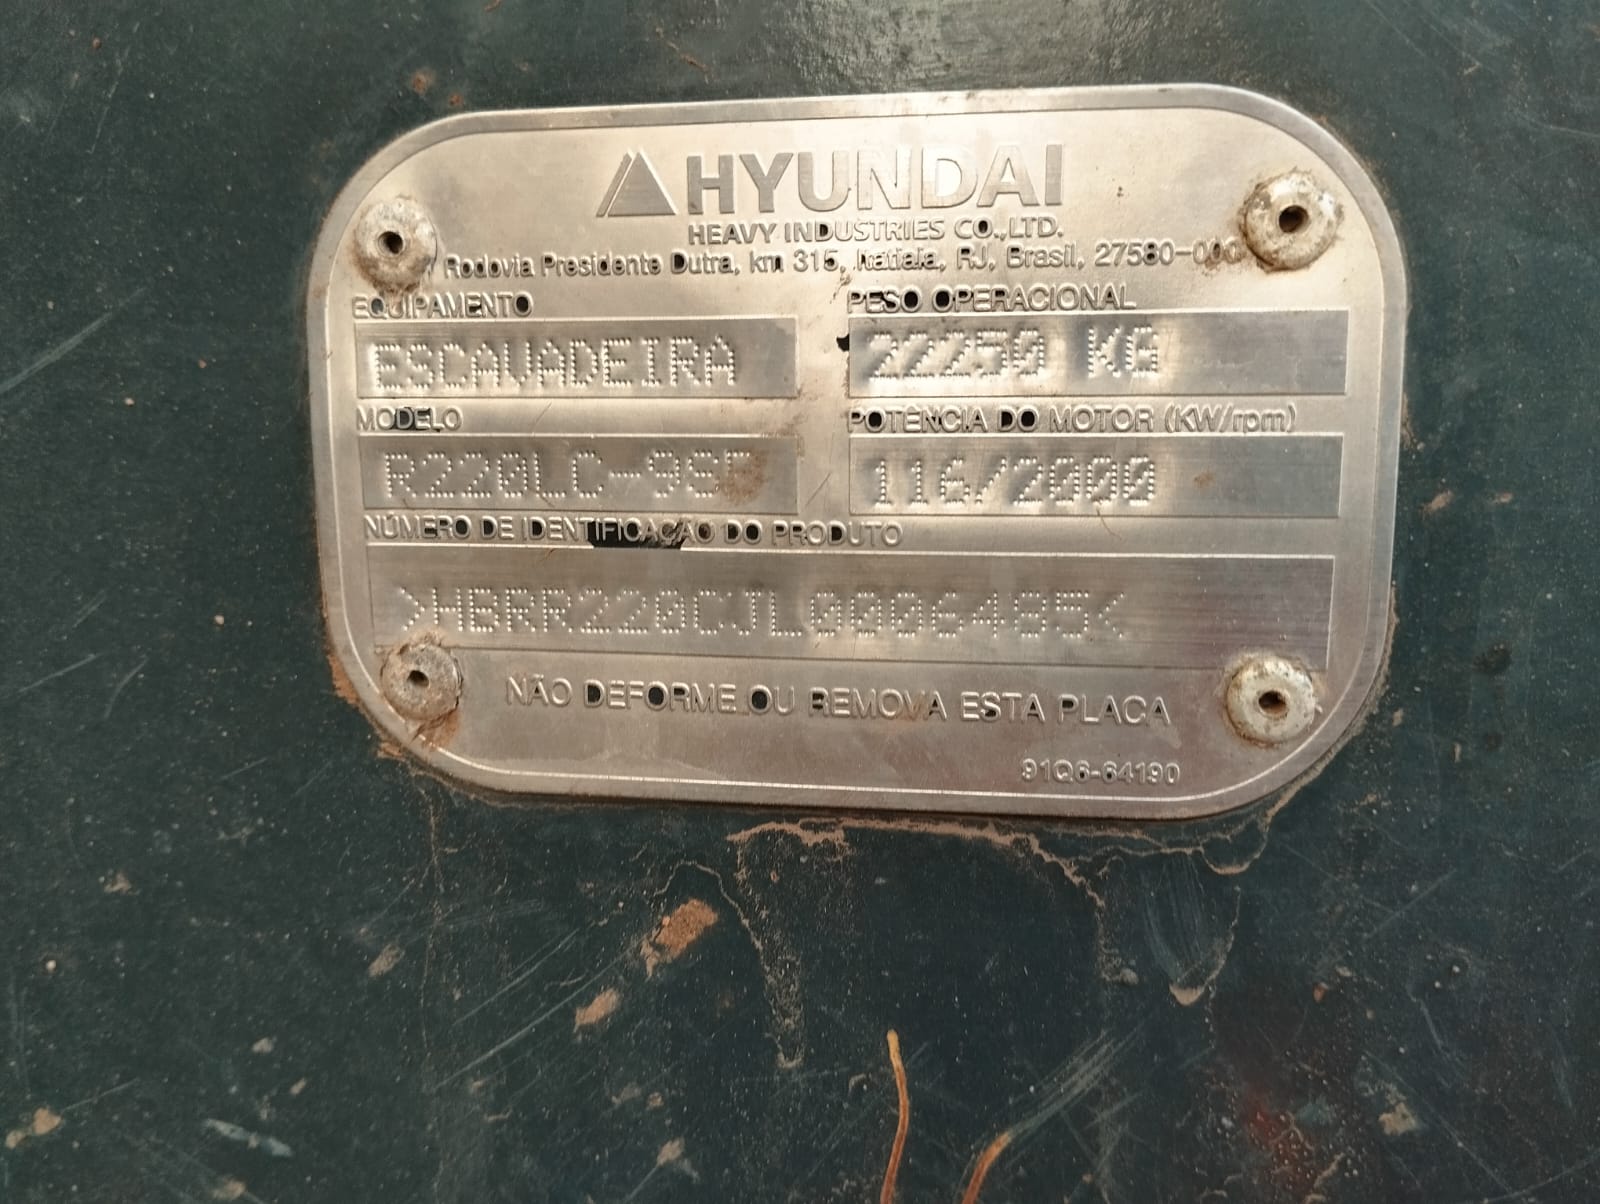 HYUNDAI
HEAVY INDUSTRIES CO.,LTD.
Rodovia Presidente Dutra, km 315, Itatiaia, RJ, Brasil, 27580-000
EQUIPAMENTO
ESCAVADEIRA
PESO OPERACIONAL
22250 KG
MODELO
R220LC-9SB
POTÊNCIA DO MOTOR (KW/rpm)
116/2000
NÚMERO DE IDENTIFICAÇÃO DO PRODUTO
>HBRR220CJL0006485<
NÃO DEFORME OU REMOVA ESTA PLACA
91Q6-64190